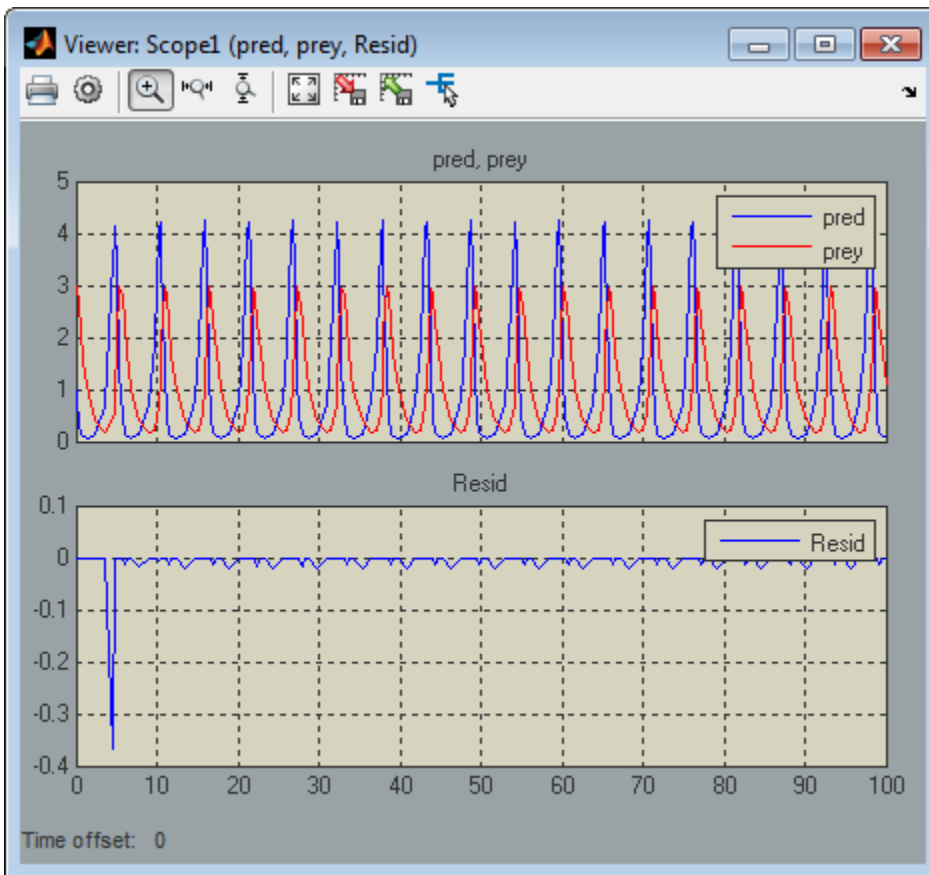 Viewer: Scope1 (pred, prey, Resid)
pred, prey
5
4
3
2
1
0
pred
prey
Resid
0.1
0
-0.1
-0.2
-0.3
-0.4
Resid
0 10 20 30 40 50 60 70 80 90 100
Time offset: 0